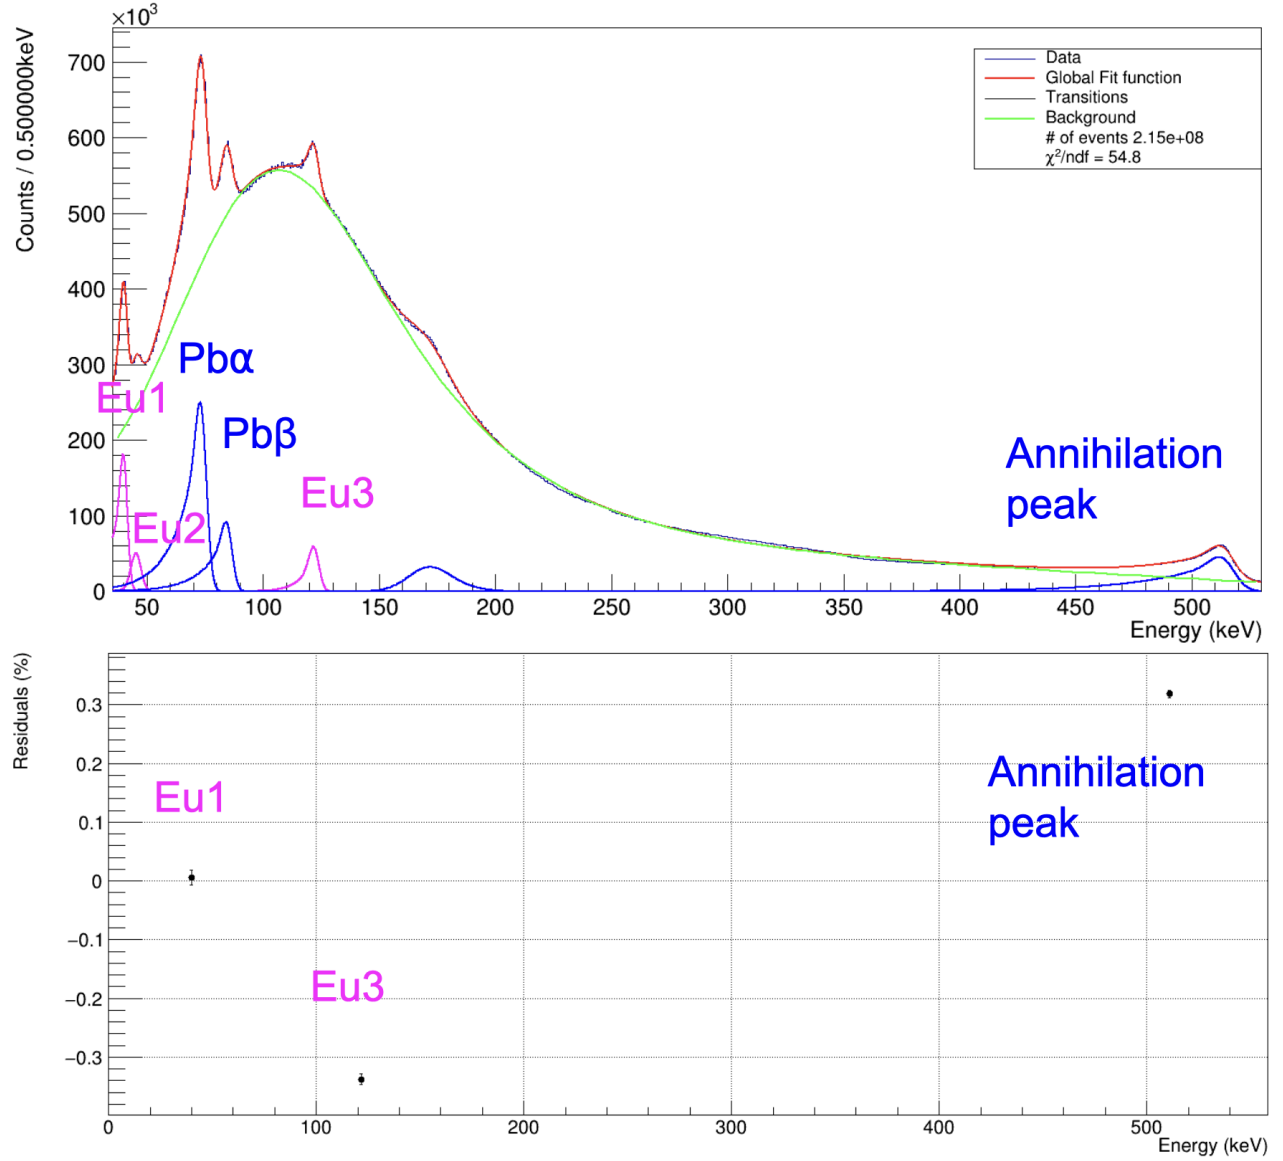 ×10³
Counts / 0.500000keV
700
600
500
400
300
200
100
0
Data
Global Fit function
Transitions
Background
# of events 2.15e+08
χ²/ndf = 54.8
Pbα
Eu1
Pbβ
Annihilation
peak
Eu3
Eu2
50 100 150 200 250 300 350 400 450 500
Energy (keV)
Residuals (%)
0.3
0.2
0.1
0
−0.1
−0.2
−0.3
Eu1
Annihilation
peak
Eu3
0 100 200 300 400 500
Energy (keV)